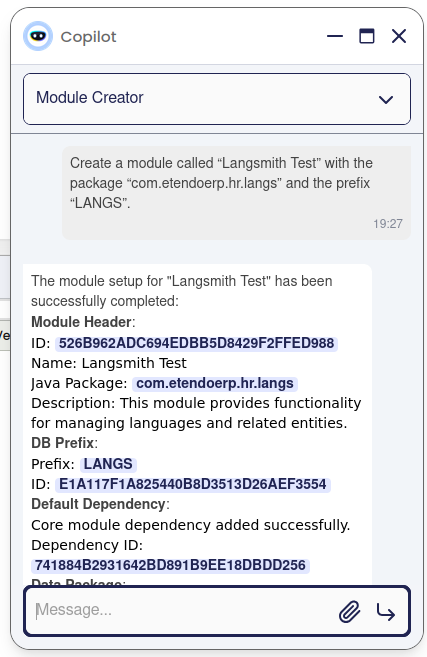 Copilot
Module Creator
Create a module called “Langsmith Test” with the
package “com.etendoerp.hr.langs” and the prefix
“LANGS”.
19:27
The module setup for "Langsmith Test" has been
successfully completed:
Module Header:
ID: 526B962ADC694EDBB5D8429F2FFED988
Name: Langsmith Test
Java Package: com.etendoerp.hr.langs
Description: This module provides functionality
for managing languages and related entities.
DB Prefix:
Prefix: LANGS
ID: E1A117F1A825440B8D3513D26AEF3554
Default Dependency:
Core module dependency added successfully.
Dependency ID:
741884B2931642BD891B9EE18DBDD256
Data Package:
Message...